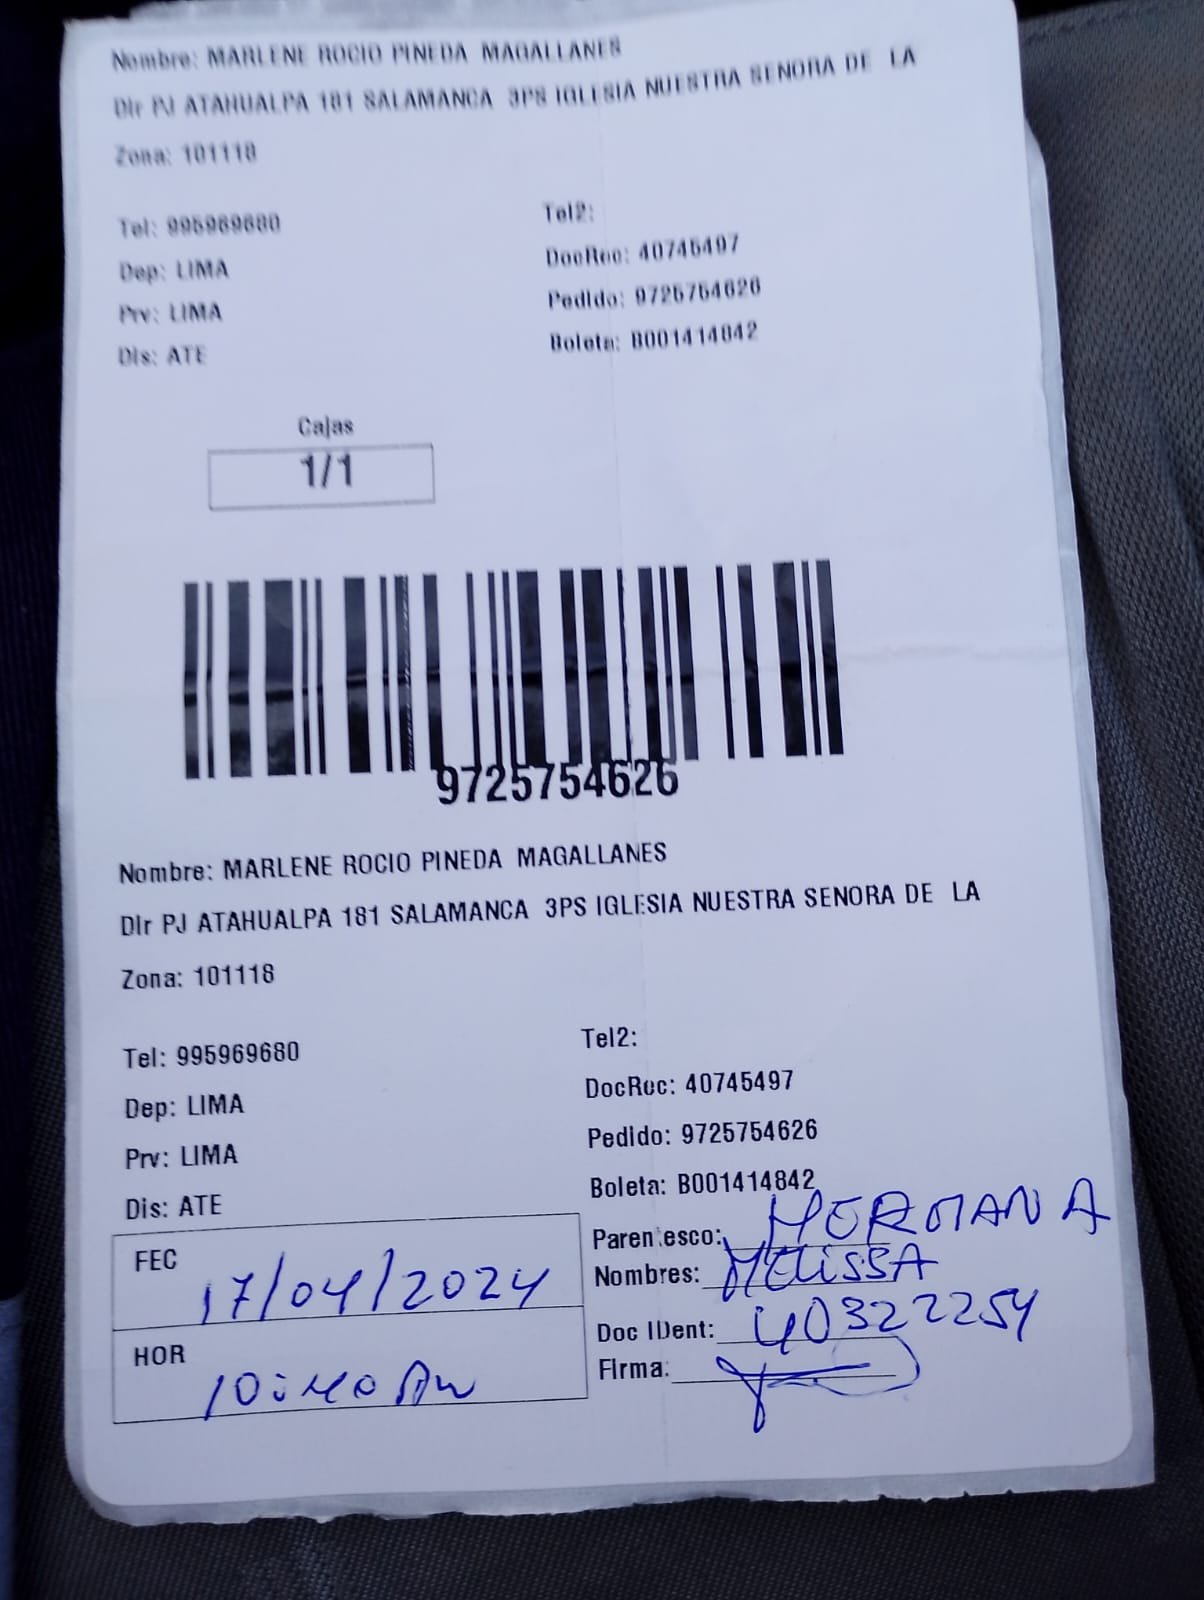 Nombre: MARLENE ROCIO PINEDA MAGALLANES
Dir PJ ATAHUALPA 181 SALAMANCA 3PS IGLESIA NUESTRA SENORA DE LA
Zona: 101118
Tel: 995969680
Tel2:
Dep: LIMA
DocRec: 40745497
Prv: LIMA
Pedido: 9725754626
Dis: ATE
Boleta: B001414842
Cajas
1/1
9725754626
Nombre: MARLENE ROCIO PINEDA MAGALLANES
Dir PJ ATAHUALPA 181 SALAMANCA 3PS IGLESIA NUESTRA SENORA DE LA
Zona: 101118
Tel: 995969680
Tel2:
Dep: LIMA
DocRec: 40745497
Prv: LIMA
Pedido: 9725754626
Dis: ATE
Boleta: B001414842
FEC 17/04/2024
Parentesco: HERMANA
Nombres: MELISSA
HOR 10:40 AM
Doc IDent: 40322254
Firma: